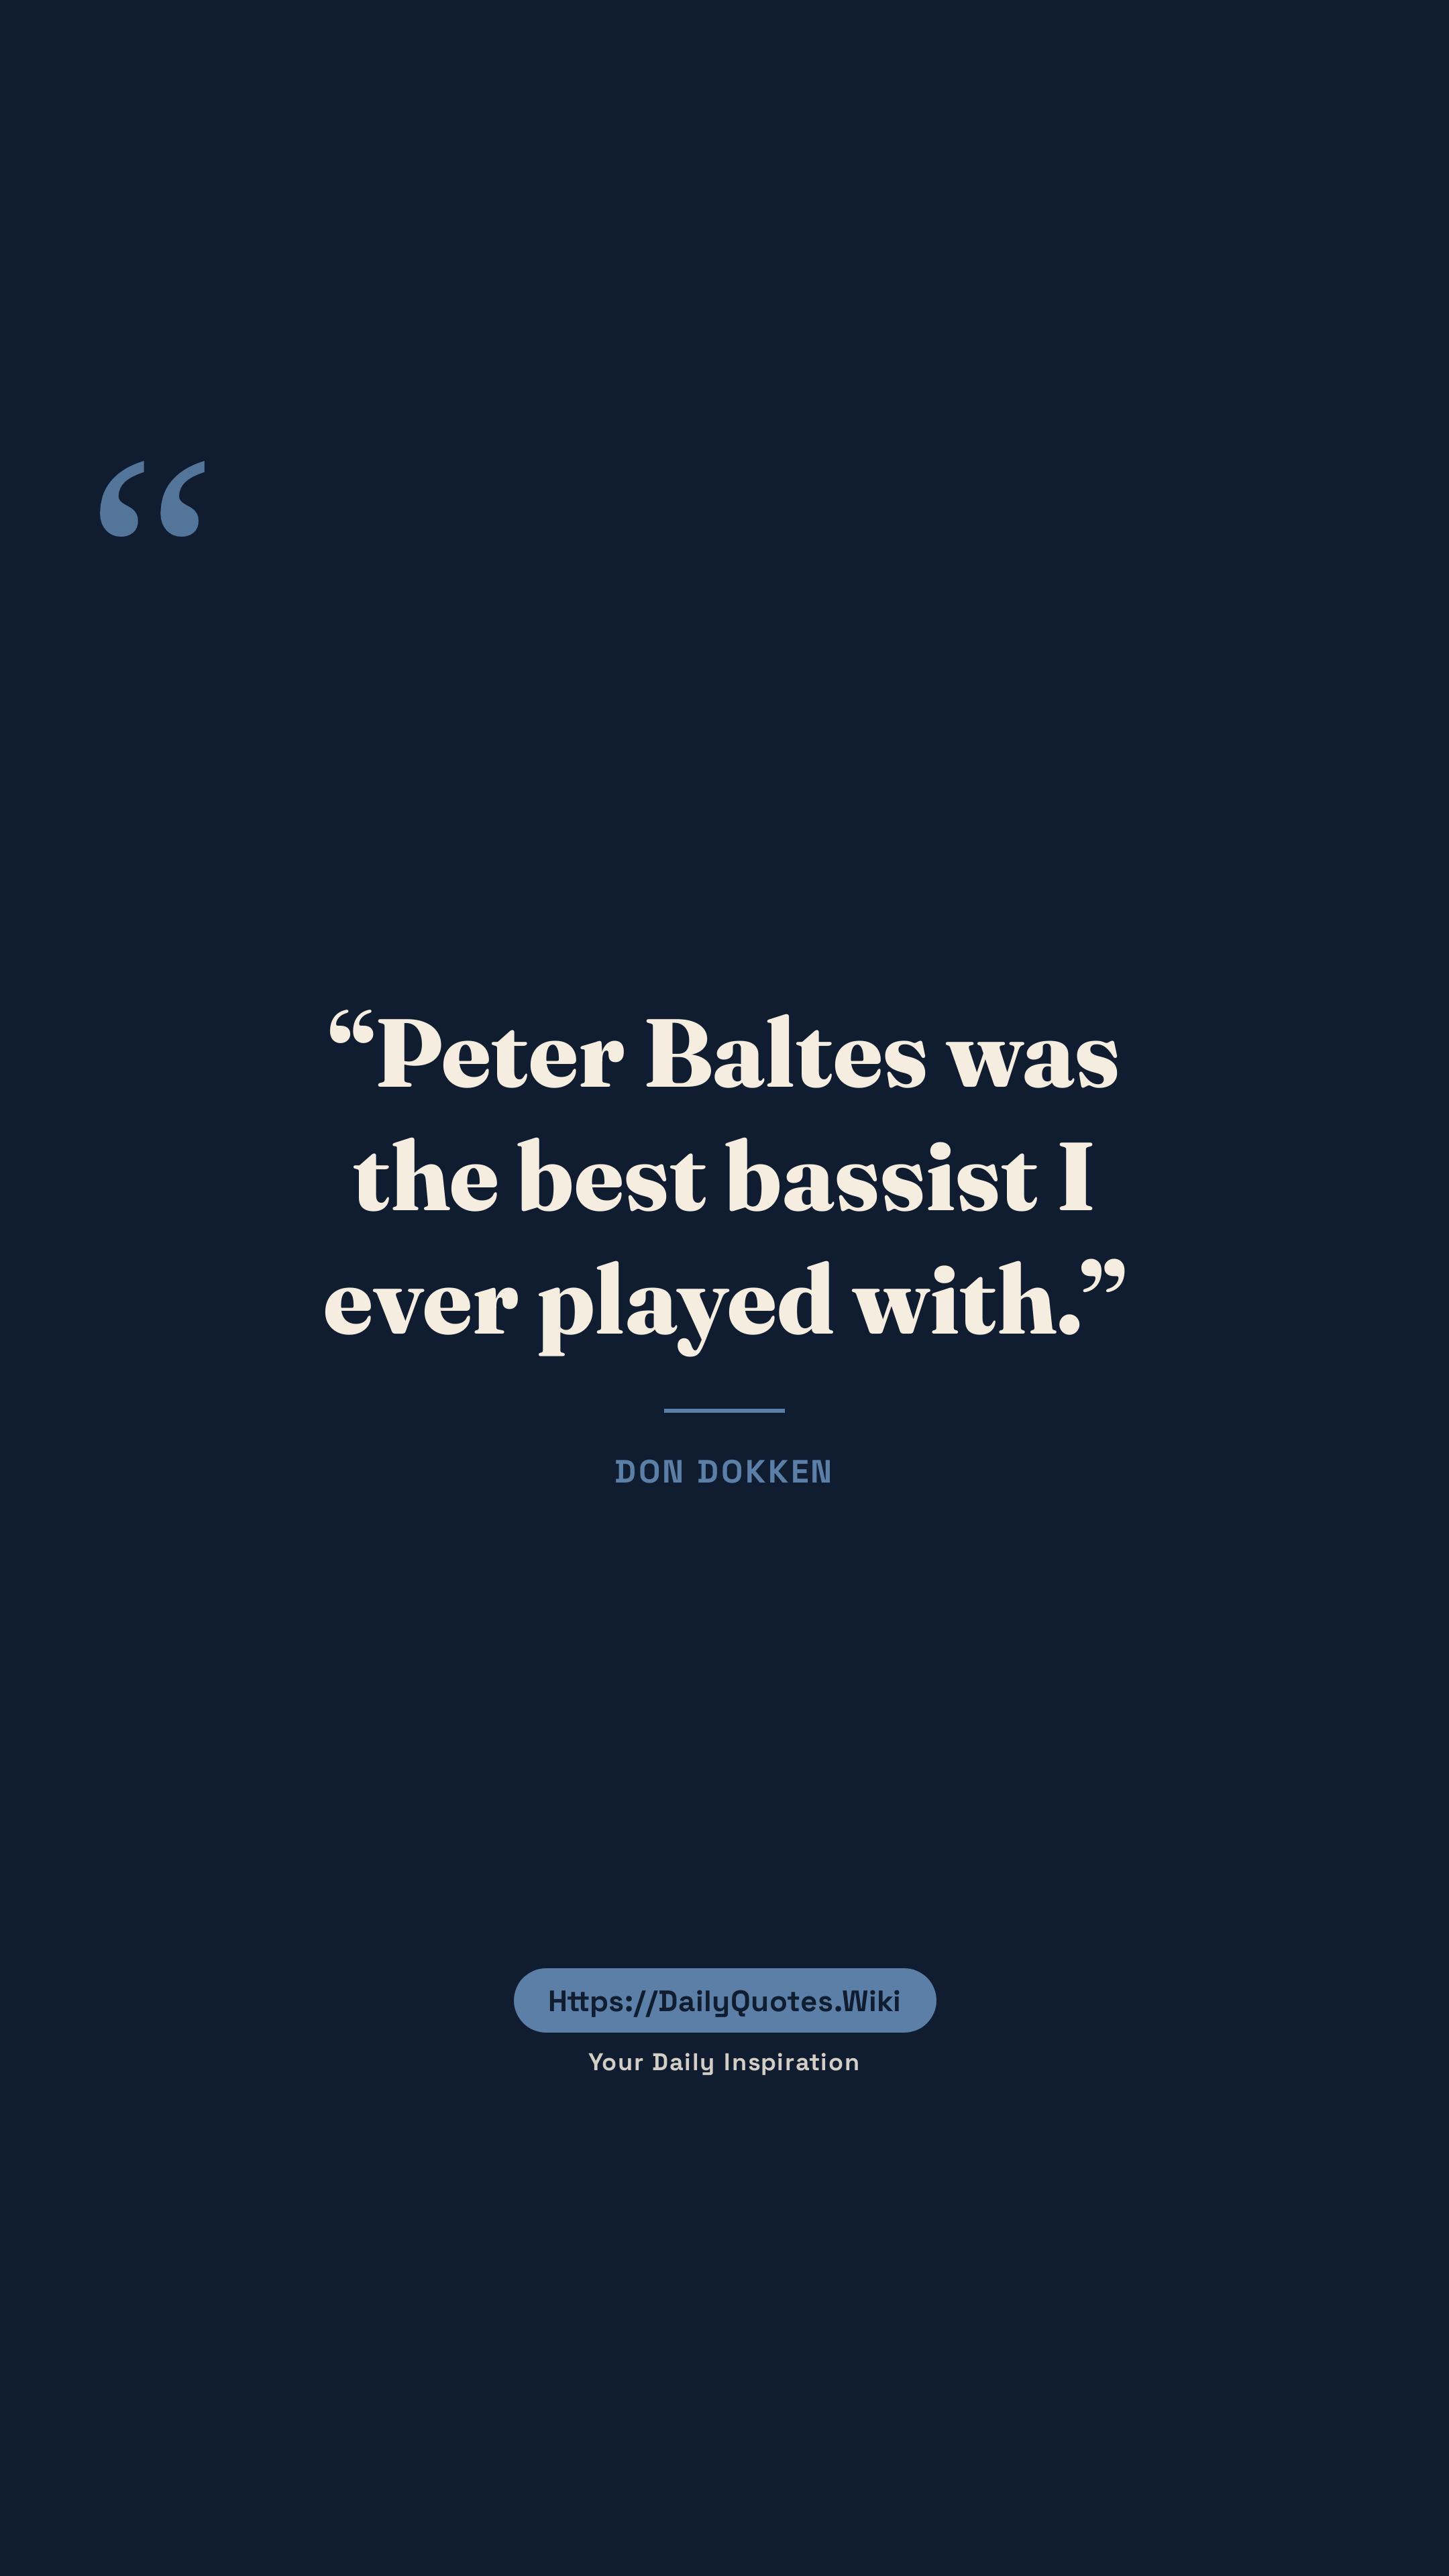 “
“Peter Baltes was
the best bassist I
ever played with.”
DON DOKKEN
Https://DailyQuotes.Wiki
Your Daily Inspiration